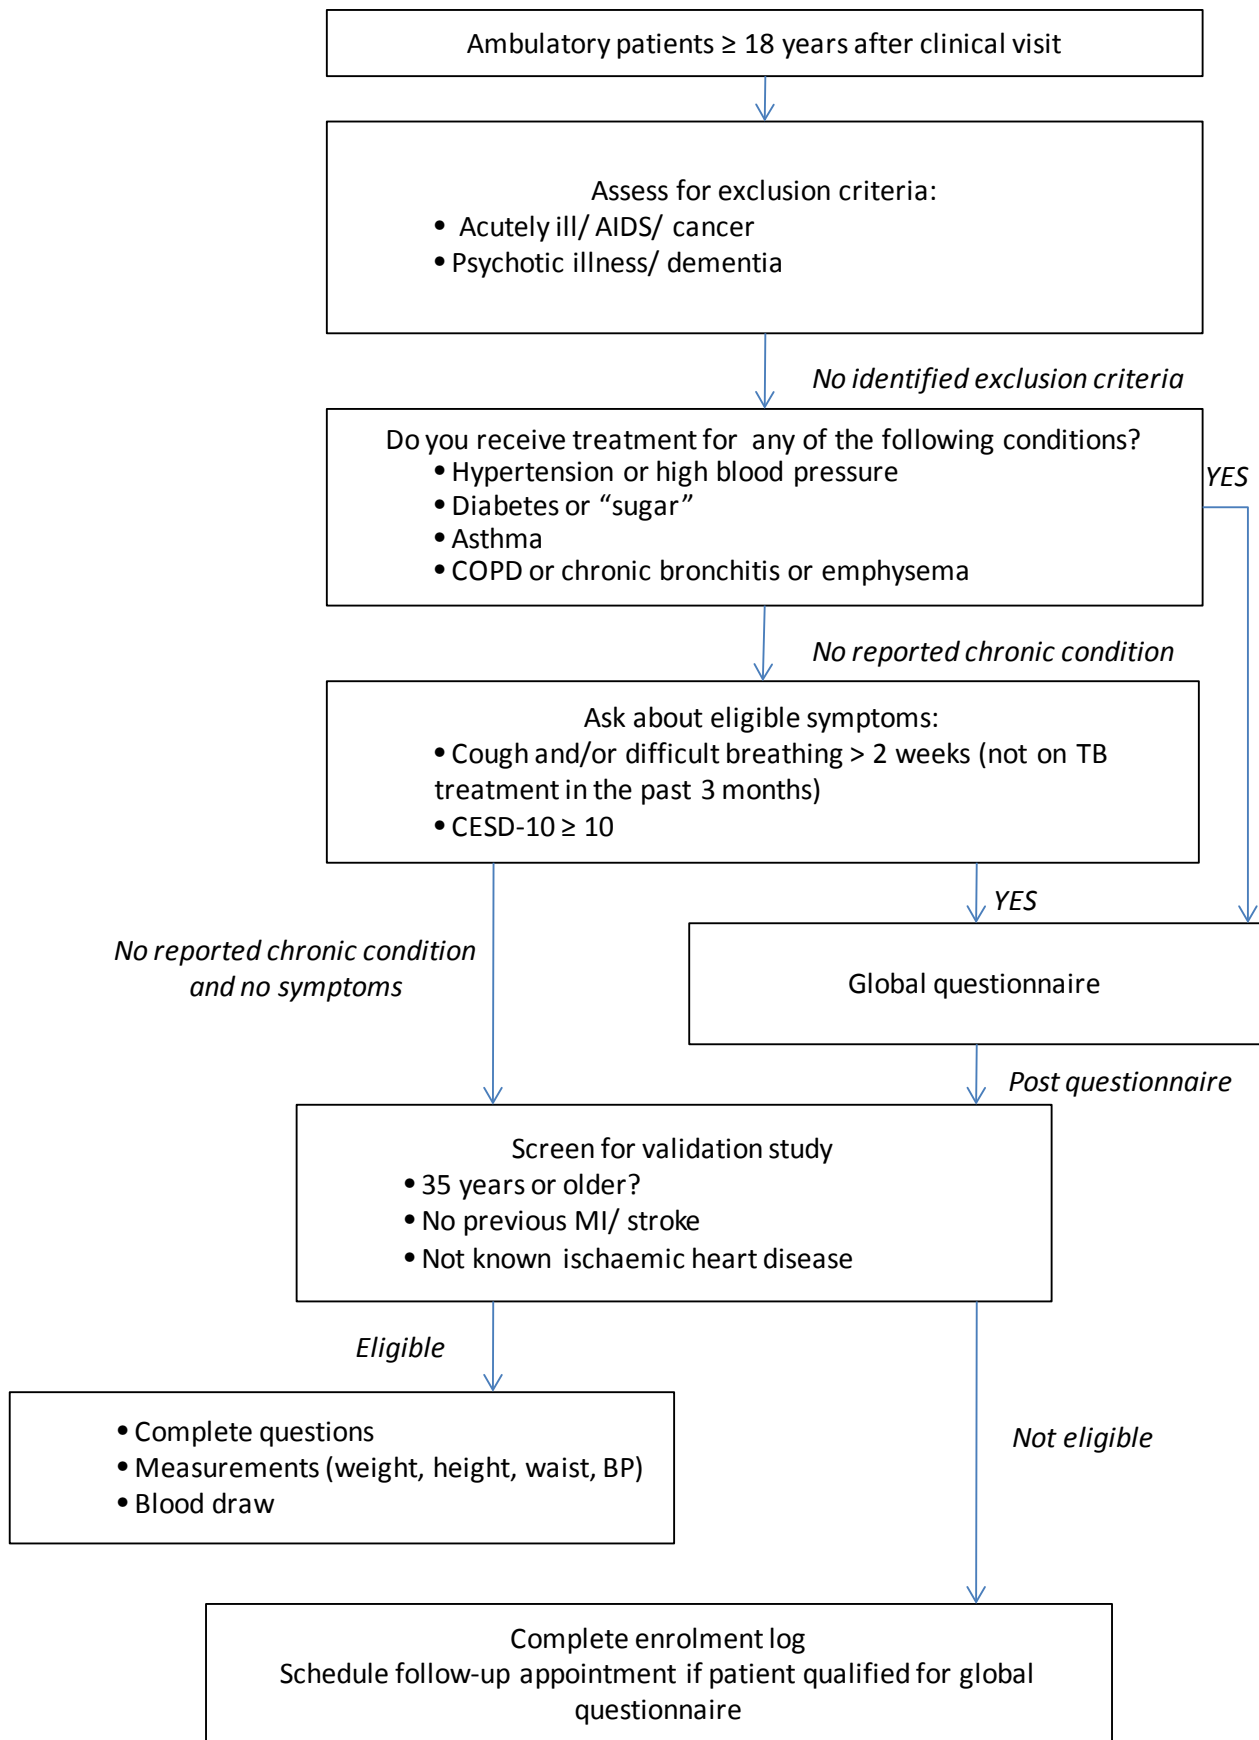 Ambulatory patients ≥ 18 years after clinical visit
Assess for exclusion criteria:
• Acutely ill/ AIDS/ cancer
• Psychotic illness/ dementia
No identified exclusion criteria
Do you receive treatment for any of the following conditions?
• Hypertension or high blood pressure
• Diabetes or “sugar”
• Asthma
• COPD or chronic bronchitis or emphysema
YES
No reported chronic condition
Ask about eligible symptoms:
• Cough and/or difficult breathing > 2 weeks (not on TB
treatment in the past 3 months)
• CESD-10 ≥ 10
YES
No reported chronic condition
and no symptoms
Global questionnaire
Post questionnaire
Screen for validation study
• 35 years or older?
• No previous MI/ stroke
• Not known ischaemic heart disease
Eligible
• Complete questions
• Measurements (weight, height, waist, BP)
• Blood draw
Not eligible
Complete enrolment log
Schedule follow-up appointment if patient qualified for global
questionnaire